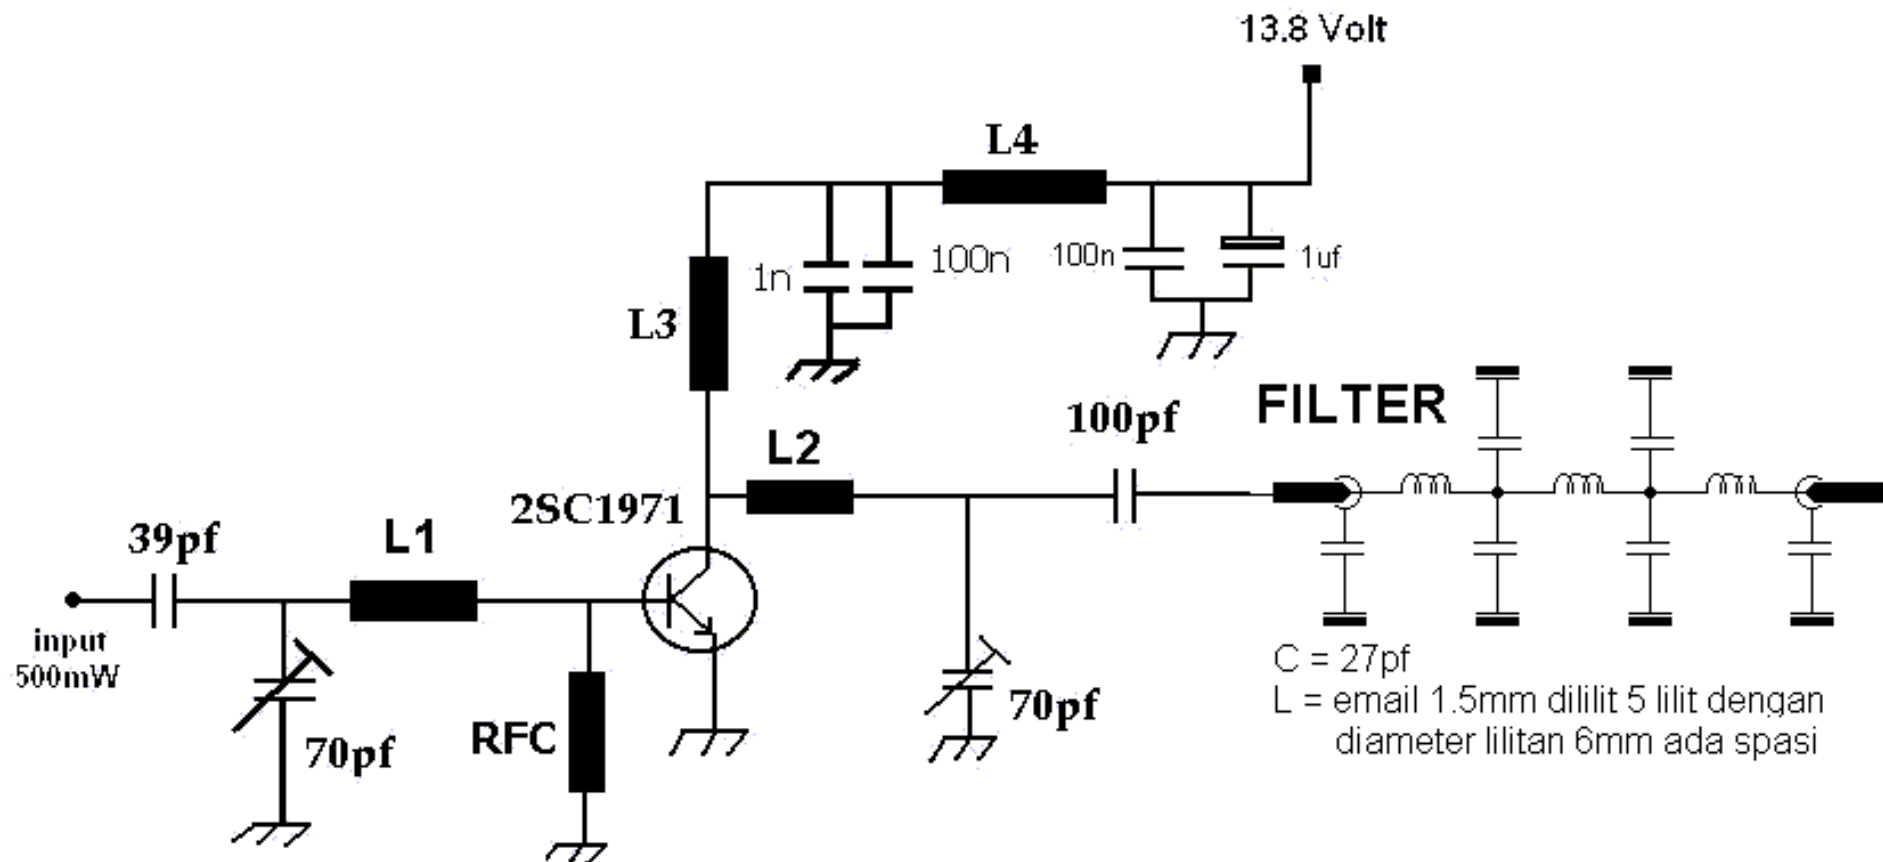 13.8 Volt
L4
1n
100n
100n
1uf
L3
FILTER
100pf
L2
2SC1971
39pf
L1
input
500mW
70pf
RFC
70pf
C = 27pf
L = email 1.5mm dililit 5 lilit dengan
diameter lilitan 6mm ada spasi